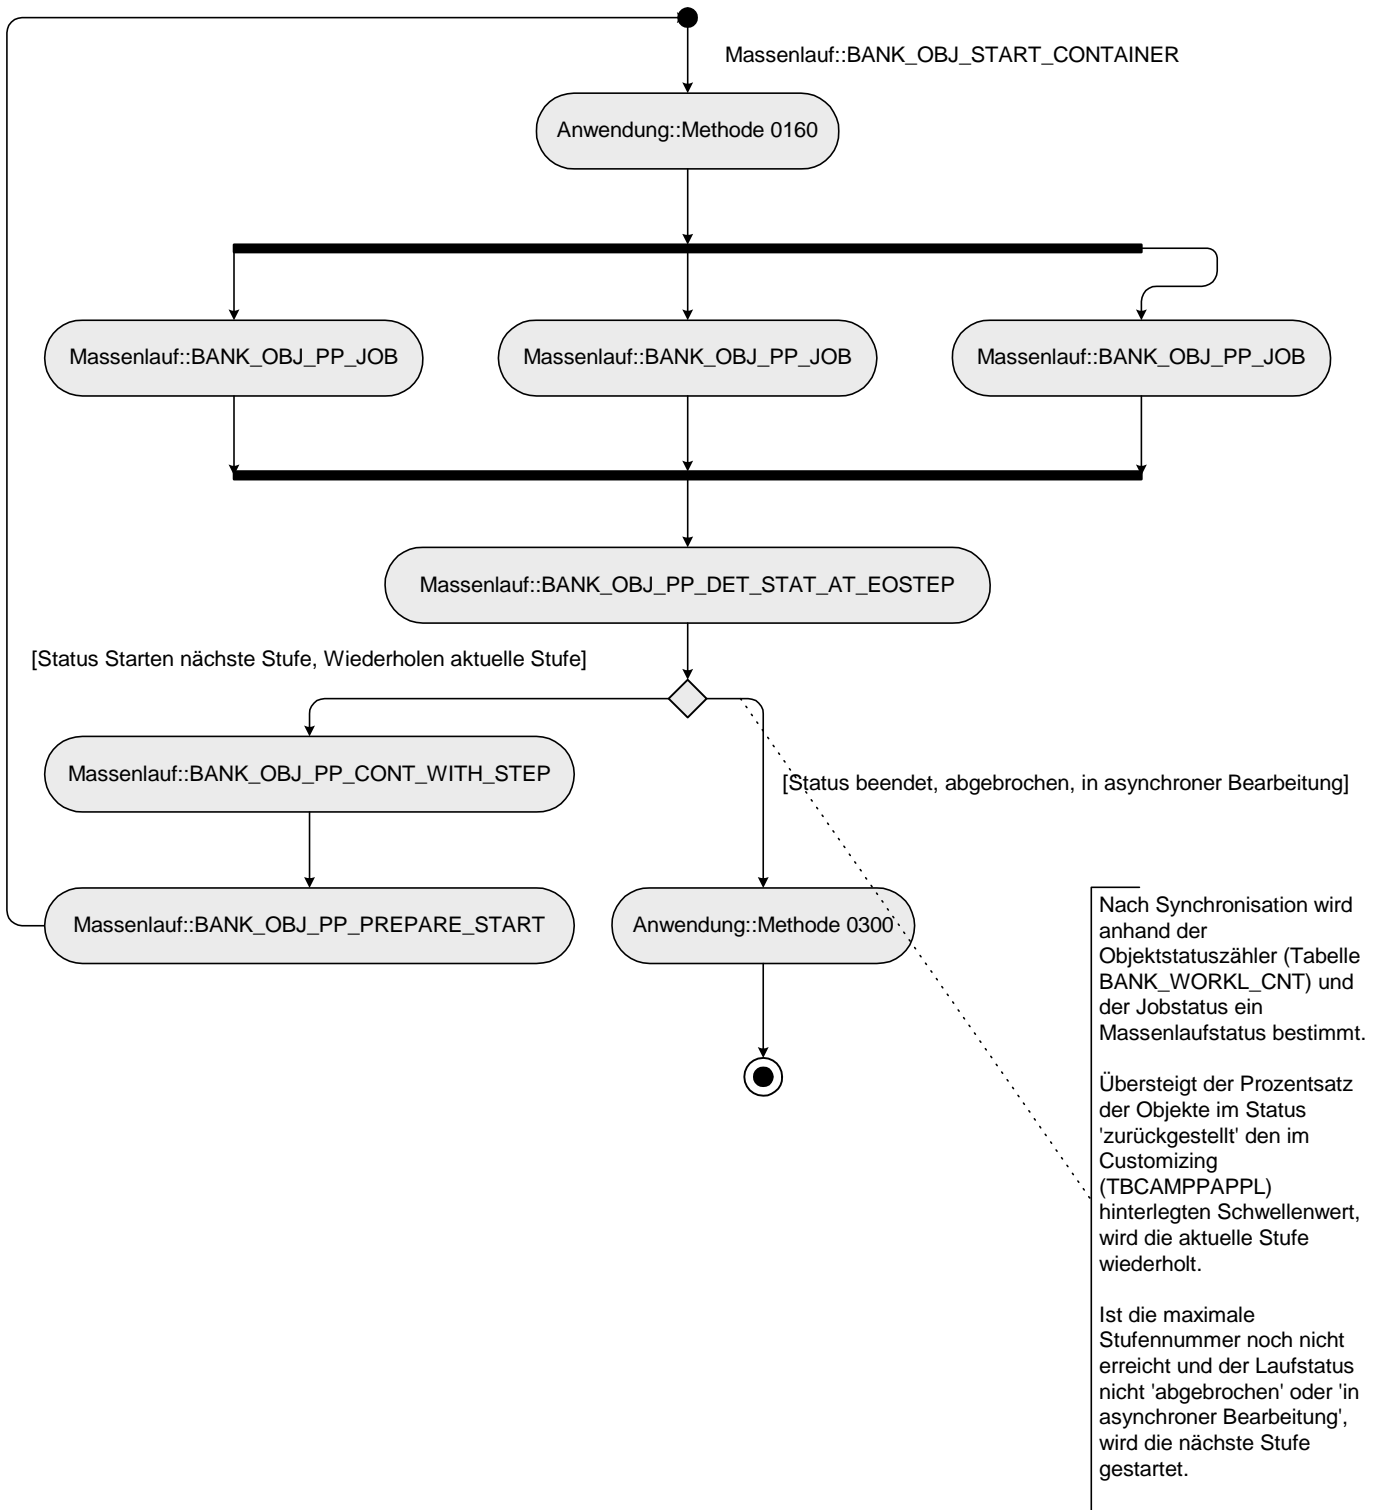 Massenlauf::BANK_OBJ_START_CONTAINER
Anwendung::Methode 0160
Massenlauf::BANK_OBJ_PP_JOB
Massenlauf::BANK_OBJ_PP_JOB
Massenlauf::BANK_OBJ_PP_JOB
Massenlauf::BANK_OBJ_PP_DET_STAT_AT_EOSTEP
[Status Starten nächste Stufe, Wiederholen aktuelle Stufe]
Massenlauf::BANK_OBJ_PP_CONT_WITH_STEP
[Status beendet, abgebrochen, in asynchroner Bearbeitung]
Massenlauf::BANK_OBJ_PP_PREPARE_START
Anwendung::Methode 0300
Nach Synchronisation wird
anhand der
Objektstatuszähler (Tabelle
BANK_WORKL_CNT) und
der Jobstatus ein
Massenlaufstatus bestimmt.
Übersteigt der Prozentsatz
der Objekte im Status
'zurückgestellt' den im
Customizing
(TBCAMPPAPPL)
hinterlegten Schwellenwert,
wird die aktuelle Stufe
wiederholt.
Ist die maximale
Stufennummer noch nicht
erreicht und der Laufstatus
nicht 'abgebrochen' oder 'in
asynchroner Bearbeitung',
wird die nächste Stufe
gestartet.